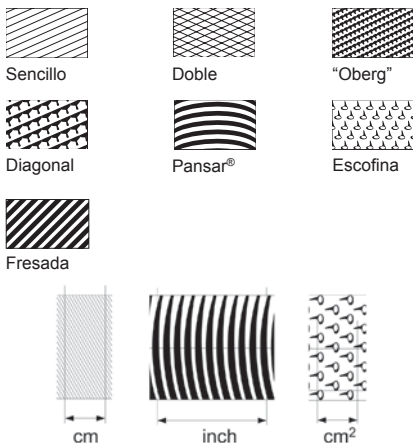 Sencillo
Doble
“Oberg”
Diagonal
Pansar®
Escofina
Fresada
cm
inch
cm²